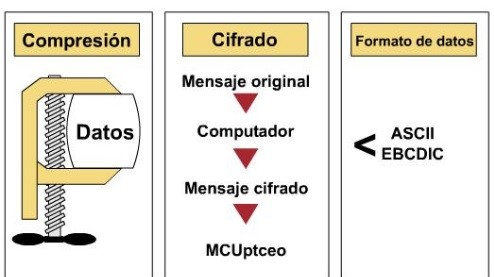 Compresión
Datos
Cifrado
Mensaje original
Computador
Mensaje cifrado
MCUptceo
Formato de datos
< ASCII
EBCDIC